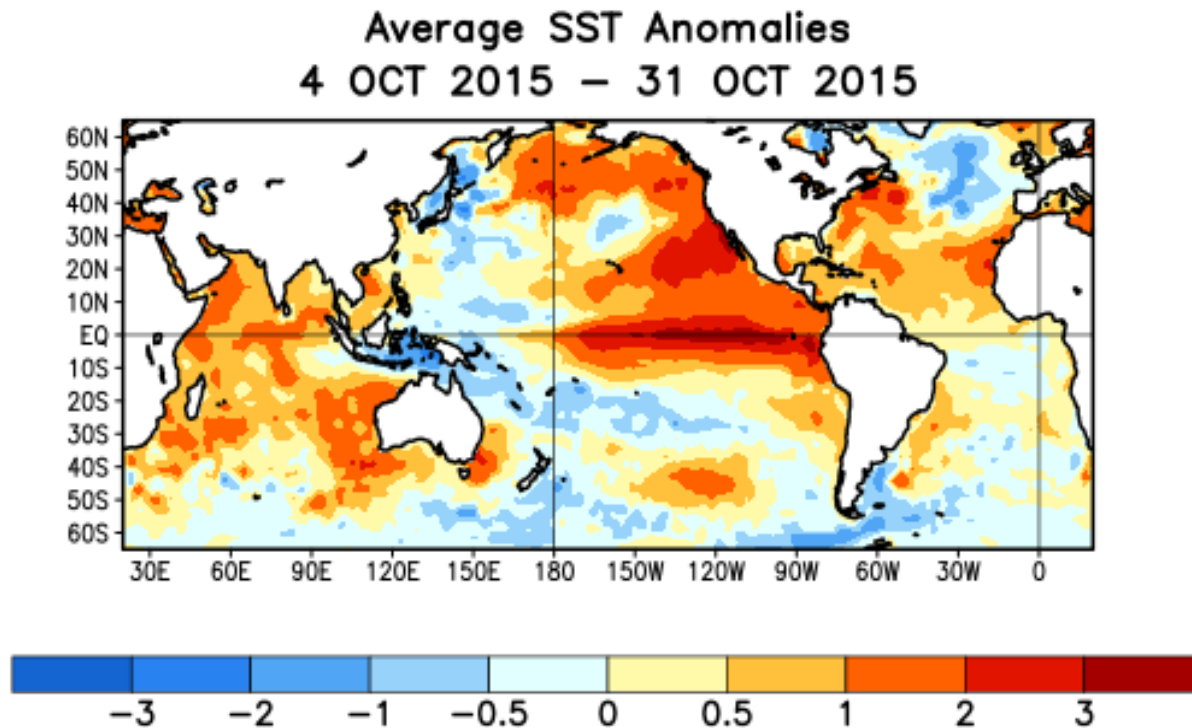 Average SST Anomalies
4 OCT 2015 – 31 OCT 2015
60N
50N
40N
30N
20N
10N
EQ
10S
20S
30S
40S
50S
60S
30E 60E 90E 120E 150E 180 150W 120W 90W 60W 30W 0
-3 -2 -1 -0.5 0 0.5 1 2 3